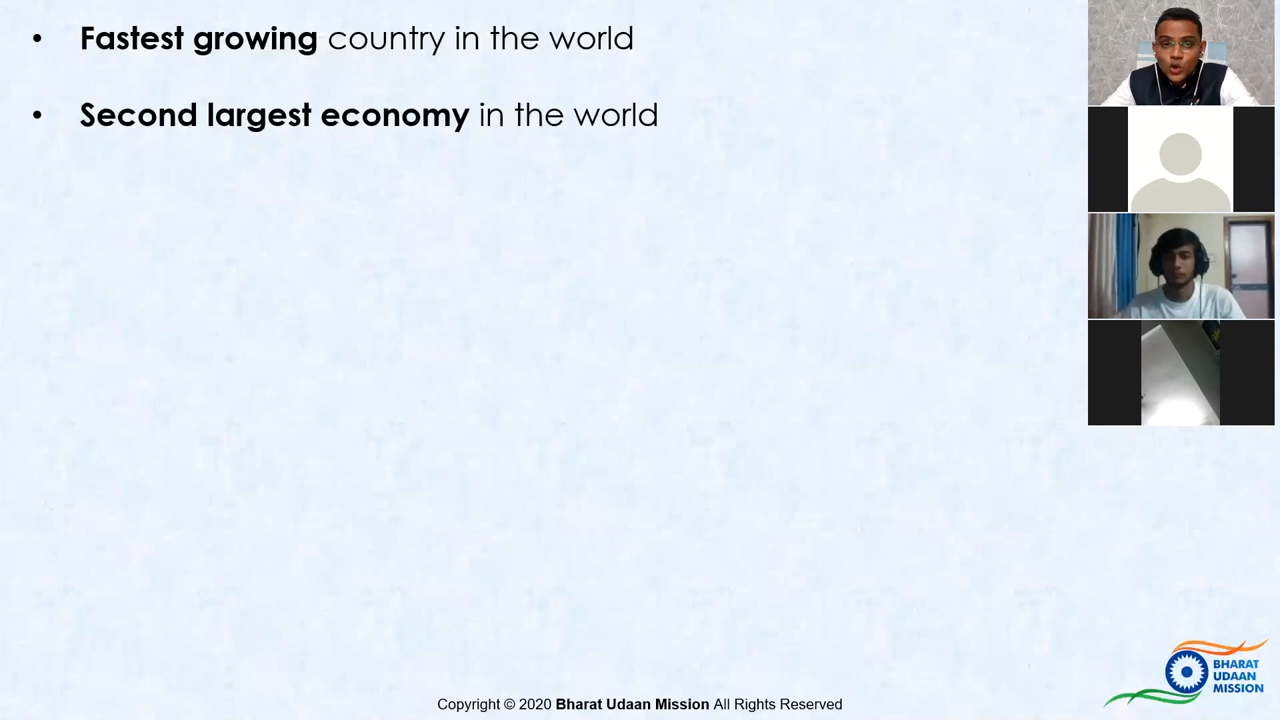 • Fastest growing country in the world
• Second largest economy in the world
BHARAT
UDAAN
MISSION
Copyright © 2020 Bharat Udaan Mission All Rights Reserved